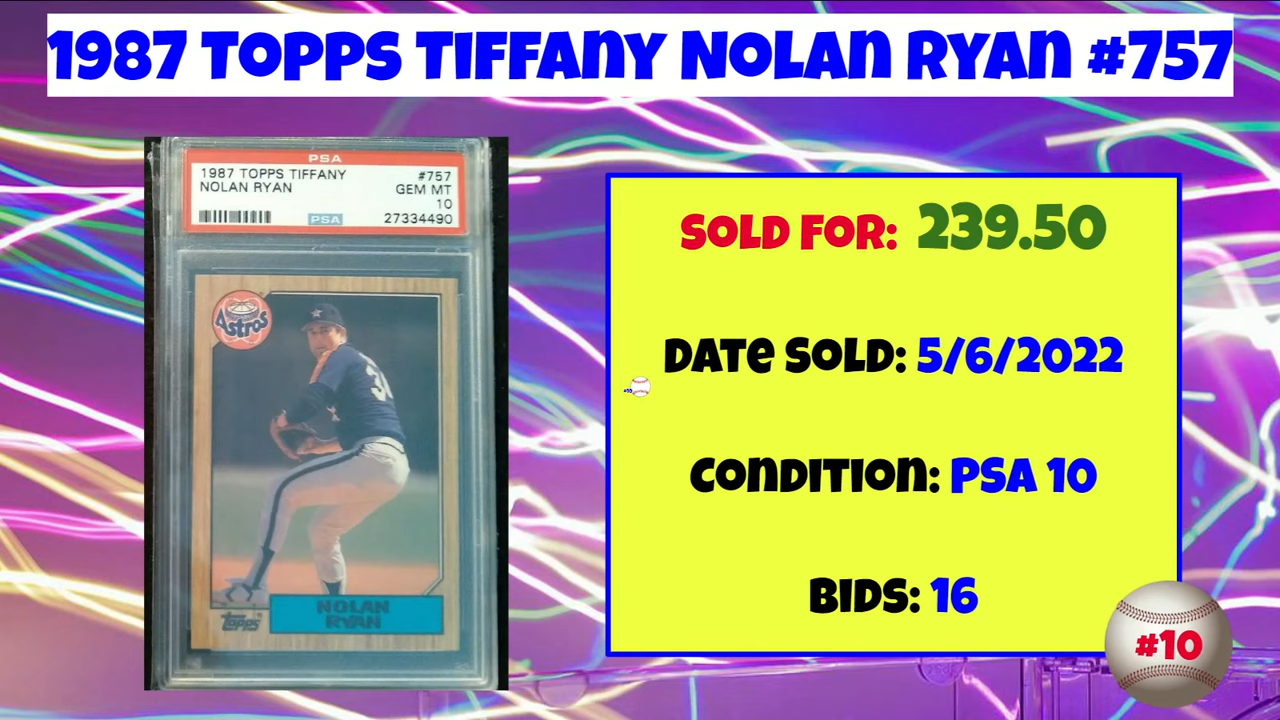 1987 TOPPS TIFFANY NOLAN RYAN #757
PSA
1987 TOPPS TIFFANY #757
NOLAN RYAN GEM MT
10
PSA 27334490
Astros
NOLAN
RYAN
Topps
SOLD FOR: 239.50
DATE SOLD: 5/6/2022
CONDITION: PSA 10
BIDS: 16
#10